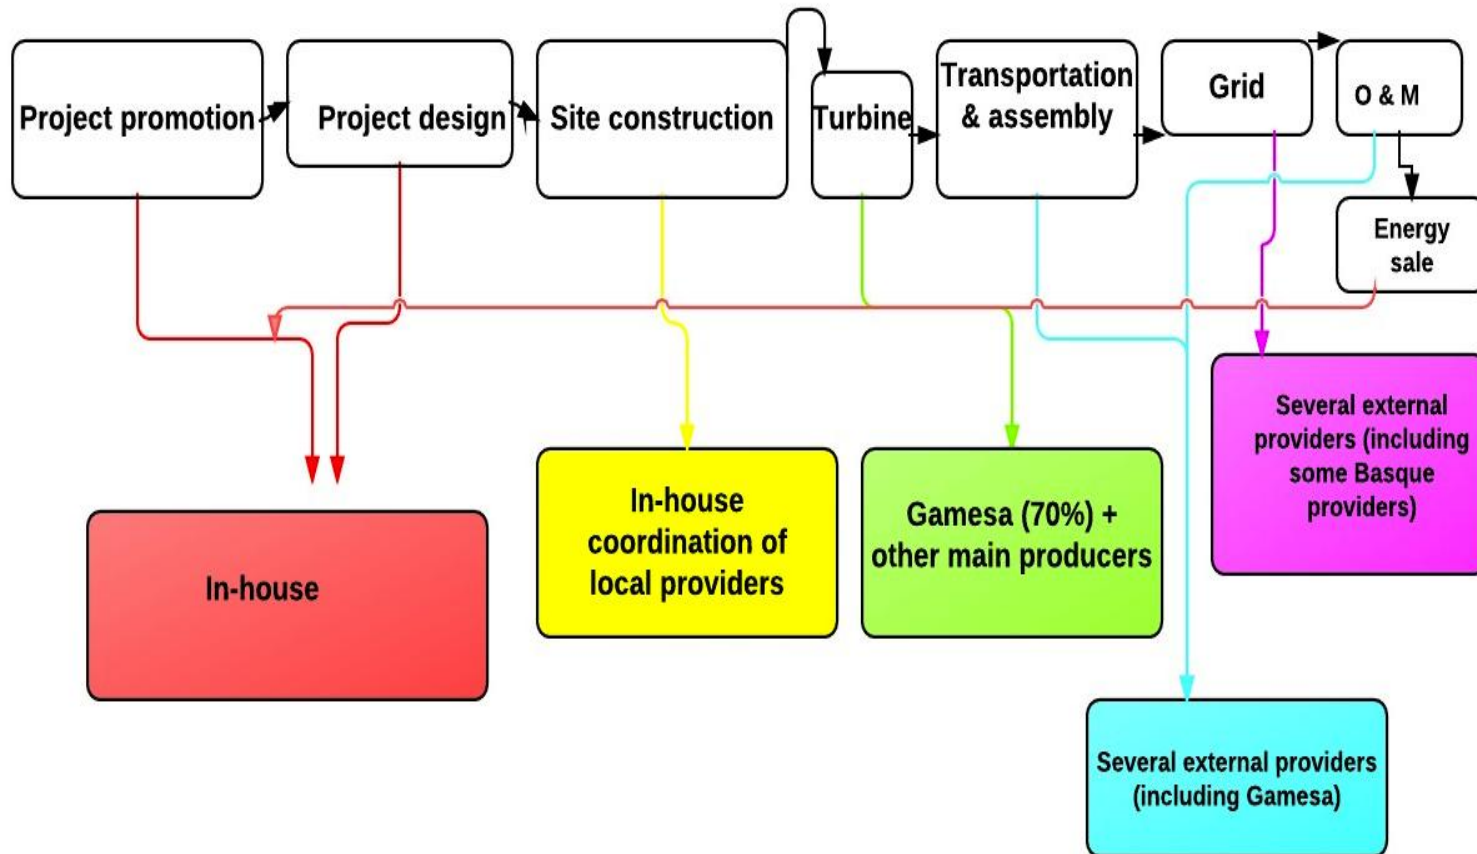 Project promotion
Project design
Site construction
Turbine
Transportation
& assembly
Grid
O & M
Energy
sale
Several external
providers (including
some Basque
providers)
In-house
In-house
coordination of
local providers
Gamesa (70%) +
other main producers
Several external providers
(including Gamesa)